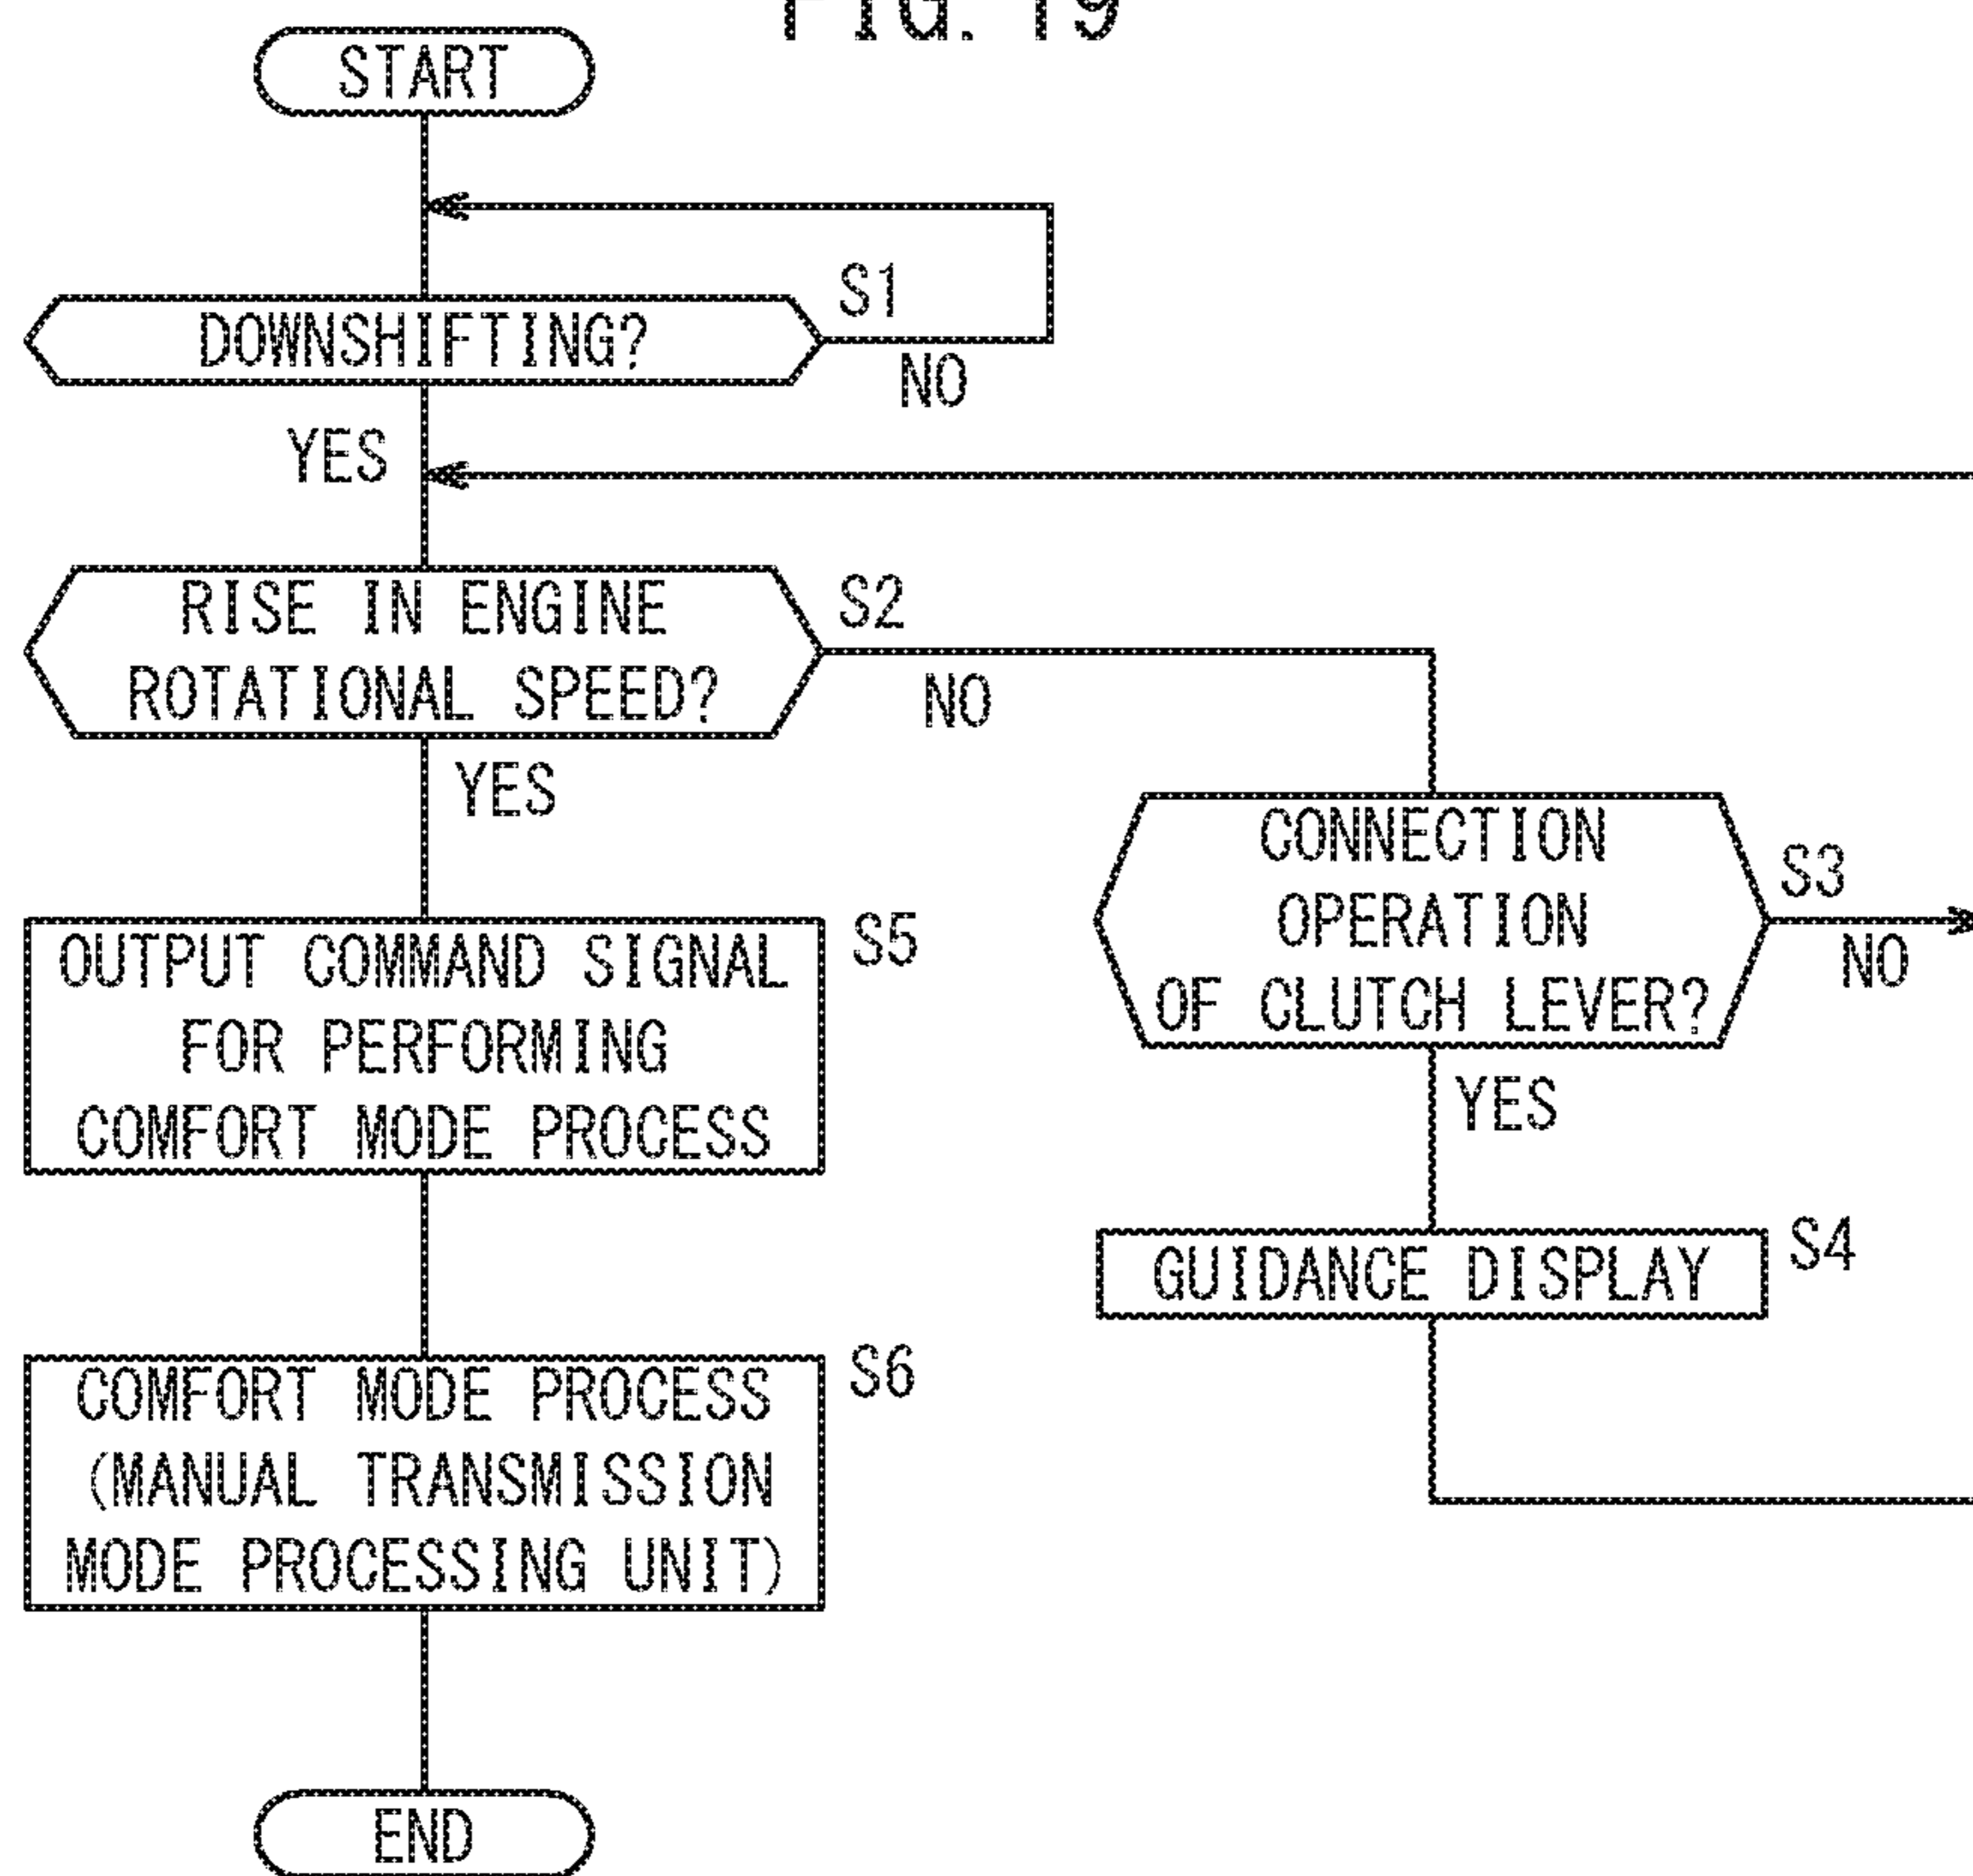 FIG. 19
START
DOWNSHIFTING?
S1
NO
YES
RISE IN ENGINE
ROTATIONAL SPEED?
S2
NO
YES
CONNECTION
OPERATION
OF CLUTCH LEVER?
S3
NO
YES
OUTPUT COMMAND SIGNAL
FOR PERFORMING
COMFORT MODE PROCESS
S5
GUIDANCE DISPLAY
S4
COMFORT MODE PROCESS
(MANUAL TRANSMISSION
MODE PROCESSING UNIT)
S6
END